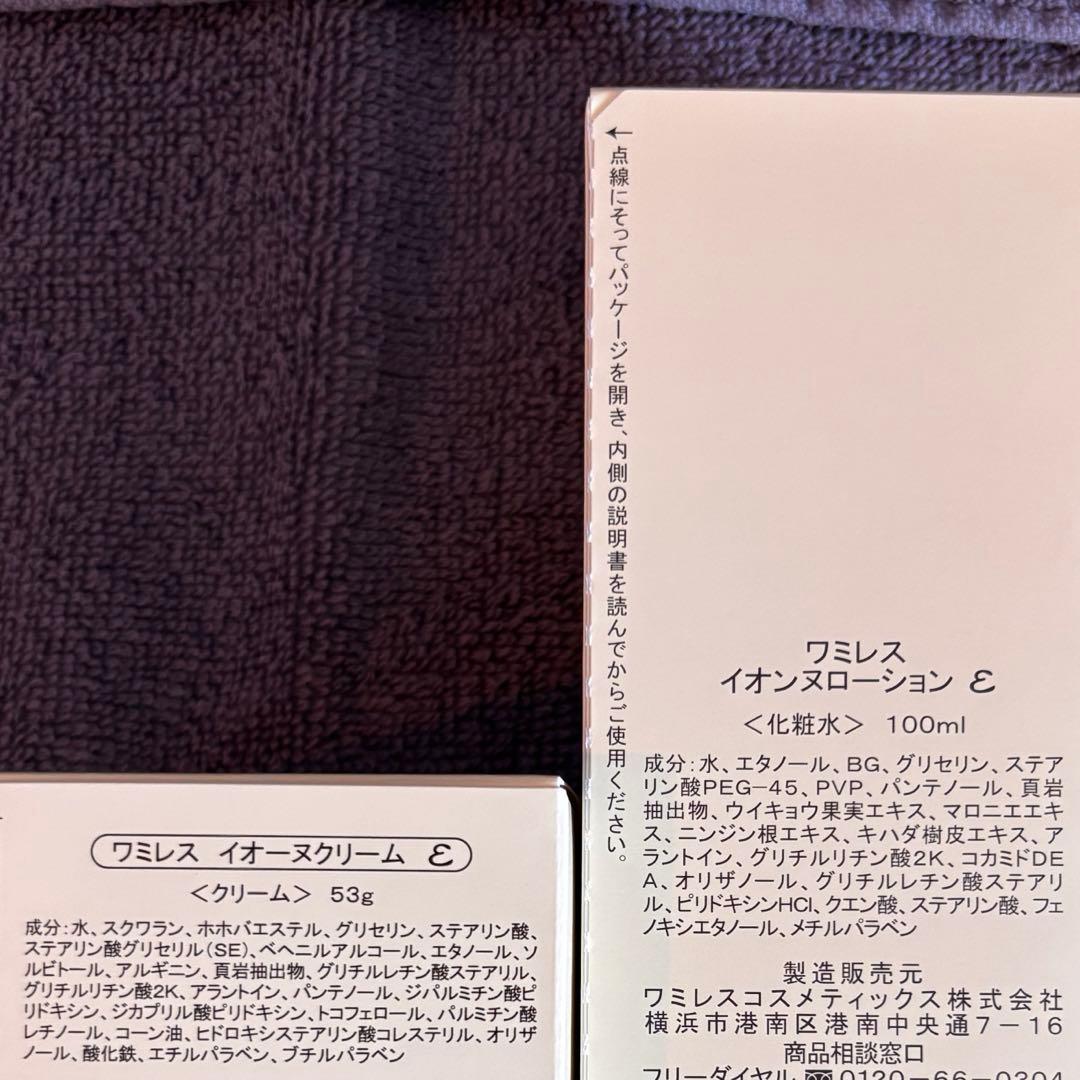 ←点線にそってパッケージを開き、内側の説明書を読んでからご使用ください。
ワミレス
イオンヌローション ε
＜化粧水＞ 100ml
成分：水、エタノール、BG、グリセリン、ステア
リン酸PEG−45、PVP、パンテノール、頁岩
抽出物、ウイキョウ果実エキス、マロニエエキ
ス、ニンジン根エキス、キハダ樹皮エキス、ア
ラントイン、グリチルリチン酸2K、コカミドDE
A、オリザノール、グリチルレチン酸ステアリ
ル、ピリドキシンHCl、クエン酸、ステアリン酸、フェ
ノキシエタノール、メチルパラベン
製造販売元
ワミレスコスメティックス株式会社
横浜市港南区港南中央通7−16
商品相談窓口
フリーダイヤル 0120−66−0304
ワミレス イオーヌクリーム ε
＜クリーム＞ 53g
成分：水、スクワラン、ホホバエステル、グリセリン、ステアリン酸、
ステアリン酸グリセリル（SE）、ベヘニルアルコール、エタノール、ソ
ルビトール、アルギニン、頁岩抽出物、グリチルレチン酸ステアリル、
グリチルリチン酸2K、アラントイン、パンテノール、ジパルミチン酸ピ
リドキシン、ジカプリル酸ピリドキシン、トコフェロール、パルミチン酸
レチノール、コーン油、ヒドロキシステアリン酸コレステリル、オリザ
ノール、酸化鉄、エチルパラベン、ブチルパラベン